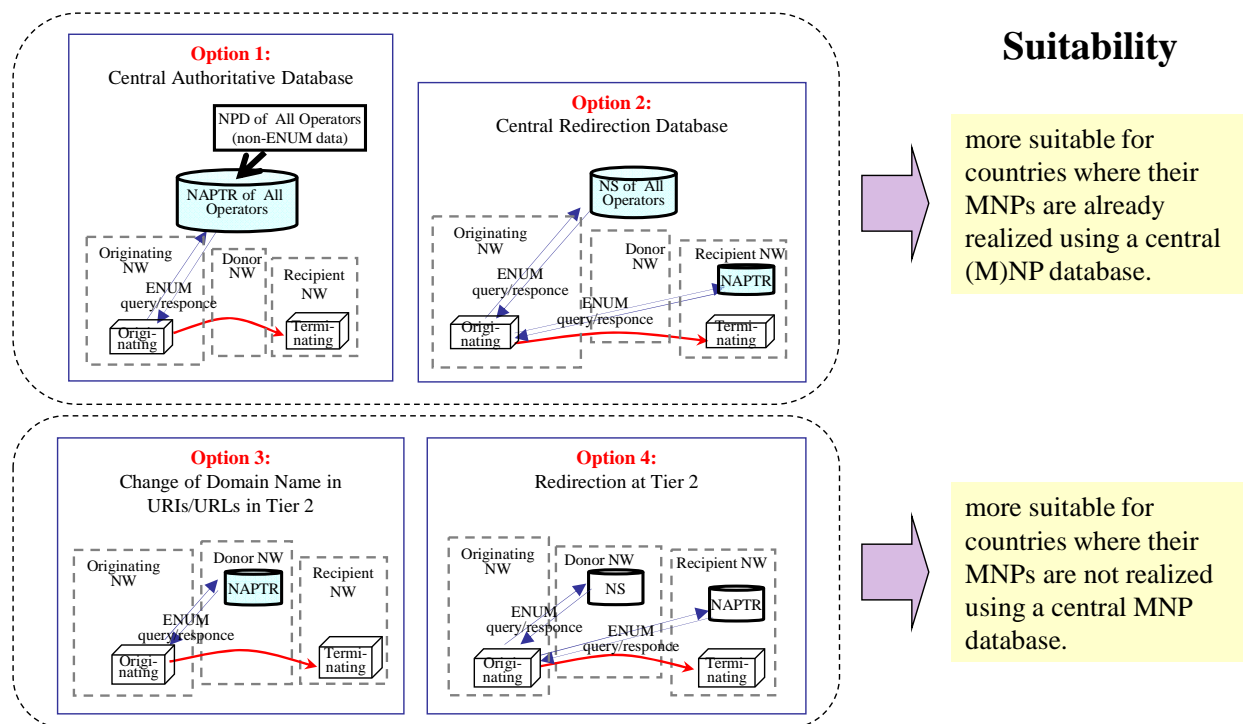 Suitability
Option 1:
Central Authoritative Database
NPD of All Operators
(non-ENUM data)
NAPTR of All
Operators
Originating
NW
Donor
NW
Recipient
NW
ENUM
query/responce
Origi-
nating
Termi-
nating
Option 2:
Central Redirection Database
NS of All
Operators
Originating
NW
Donor
NW
Recipient NW
NAPTR
ENUM
query/responce
ENUM
query/responce
Origi-
nating
Termi-
nating
more suitable for
countries where their
MNPs are already
realized using a central
(M)NP database.
Option 3:
Change of Domain Name in
URIs/URLs in Tier 2
Originating
NW
Donor NW
NAPTR
Recipient
NW
ENUM
query/responce
Origi-
nating
Termi-
nating
Option 4:
Redirection at Tier 2
Originating
NW
Donor NW
NS
Recipient NW
NAPTR
ENUM
query/responce
ENUM
query/responce
Origi-
nating
Termi-
nating
more suitable for
countries where their
MNPs are not realized
using a central MNP
database.